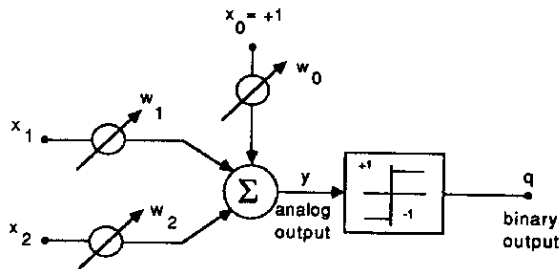 x0 = +1
w0
x1
w1
Σ
y
analog
output
+1
-1
q
binary
output
x2
w2